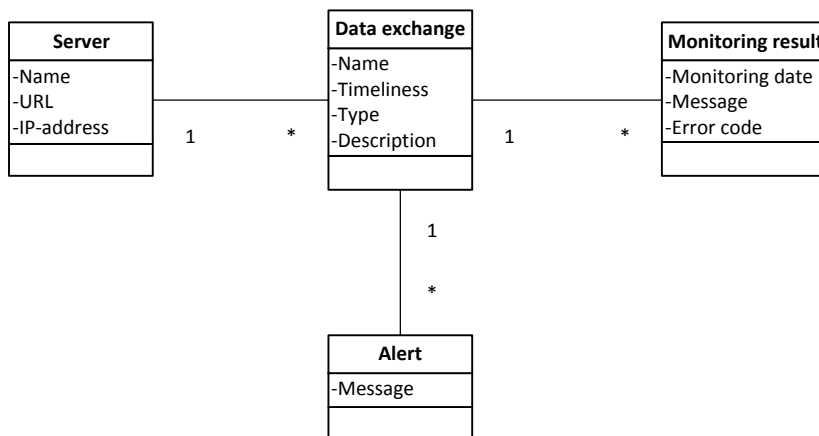 Server
-Name
-URL
-IP-address
1
*
Data exchange
-Name
-Timeliness
-Type
-Description
1
*
Monitoring result
-Monitoring date
-Message
-Error code
1
*
Alert
-Message